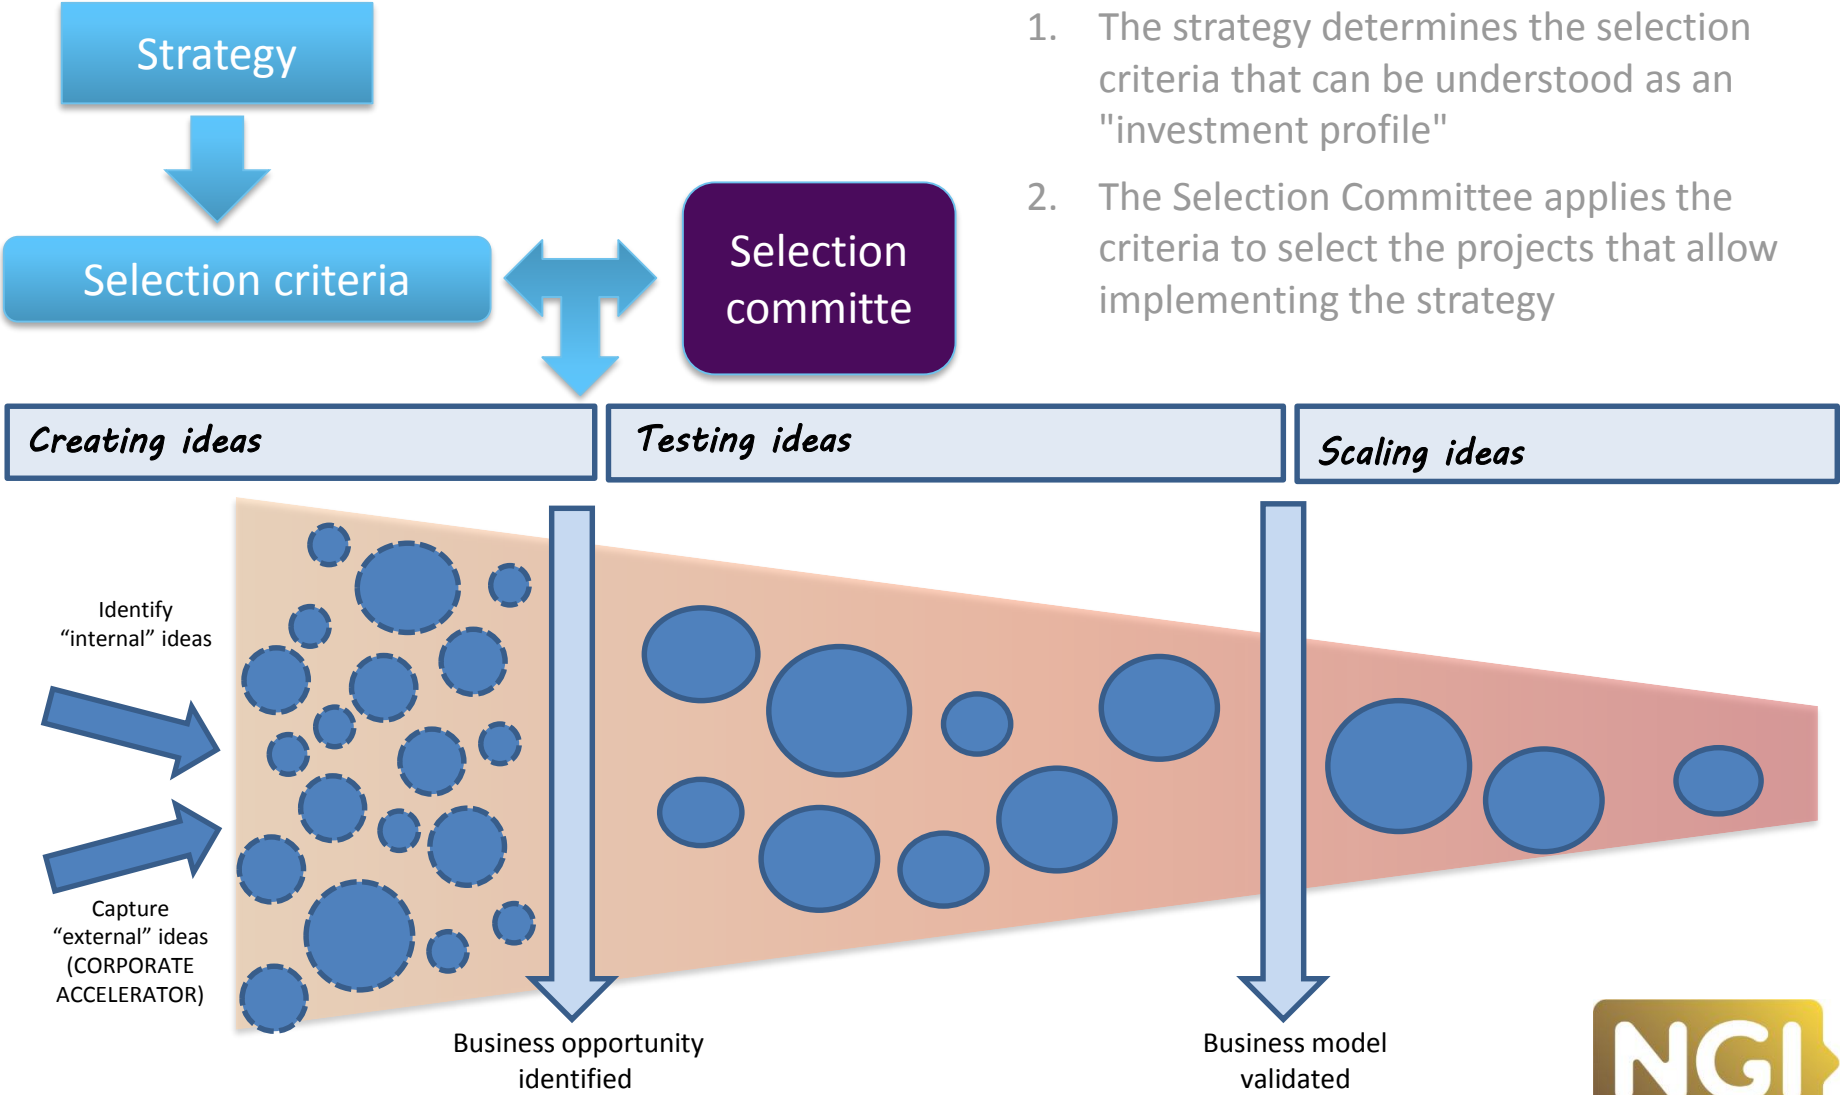 Strategy
1. The strategy determines the selection
criteria that can be understood as an
"investment profile"
2. The Selection Committee applies the
criteria to select the projects that allow
implementing the strategy
Selection criteria
Selection
committe
Creating ideas
Testing ideas
Scaling ideas
Identify
“internal” ideas
Capture
“external” ideas
(CORPORATE
ACCELERATOR)
Business opportunity
identified
Business model
validated
NGI